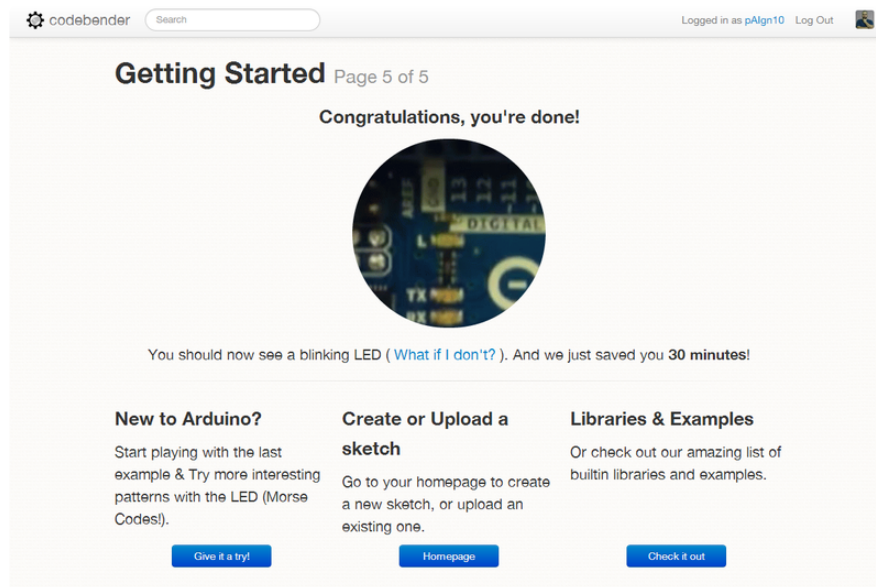 codebender
Search
Logged in as pAIgn10 Log Out
Getting Started Page 5 of 5
Congratulations, you're done!
AREF
GND
13
12
~11
DIGITAL
L
TX
RX
You should now see a blinking LED ( What if I don't? ). And we just saved you 30 minutes!
New to Arduino?
Start playing with the last
example & Try more interesting
patterns with the LED (Morse
Codes!).
Give it a try!
Create or Upload a
sketch
Go to your homepage to create
a new sketch, or upload an
existing one.
Homepage
Libraries & Examples
Or check out our amazing list of
builtin libraries and examples.
Check it out